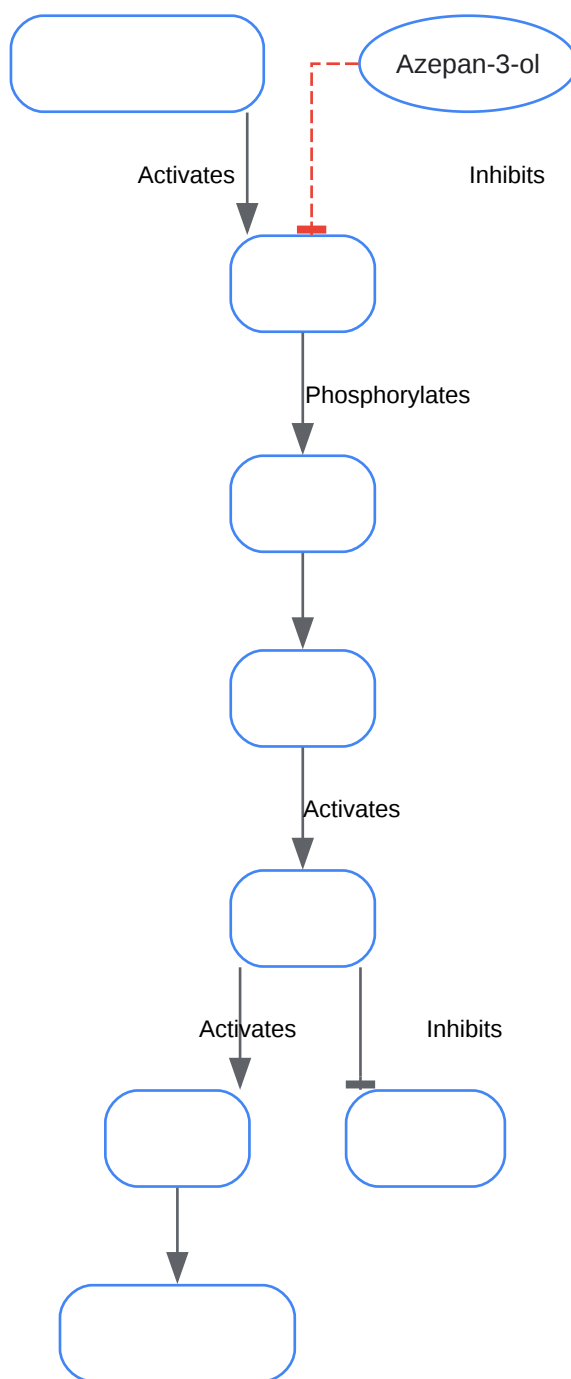 Azepan-3-ol
Activates
Inhibits
Phosphorylates
Activates
Activates
Inhibits